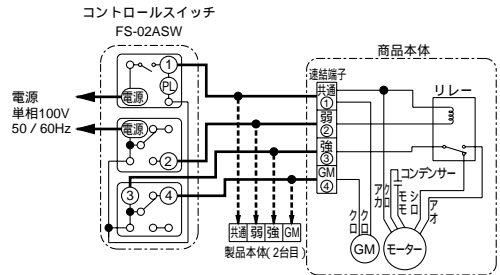 コントロールスイッチ
FS-02ASW
① PL
電源
電源
②
③ ④
電源
単相100V
50/60Hz
商品本体
連結端子
共通
①
弱
②
強
③
GM
④
リレー
コンデンサー
アカ
クロ
モモ
シロ
アオ
クロ
クロ
GM
モーター
共通 弱 強 GM
製品本体(2台目)